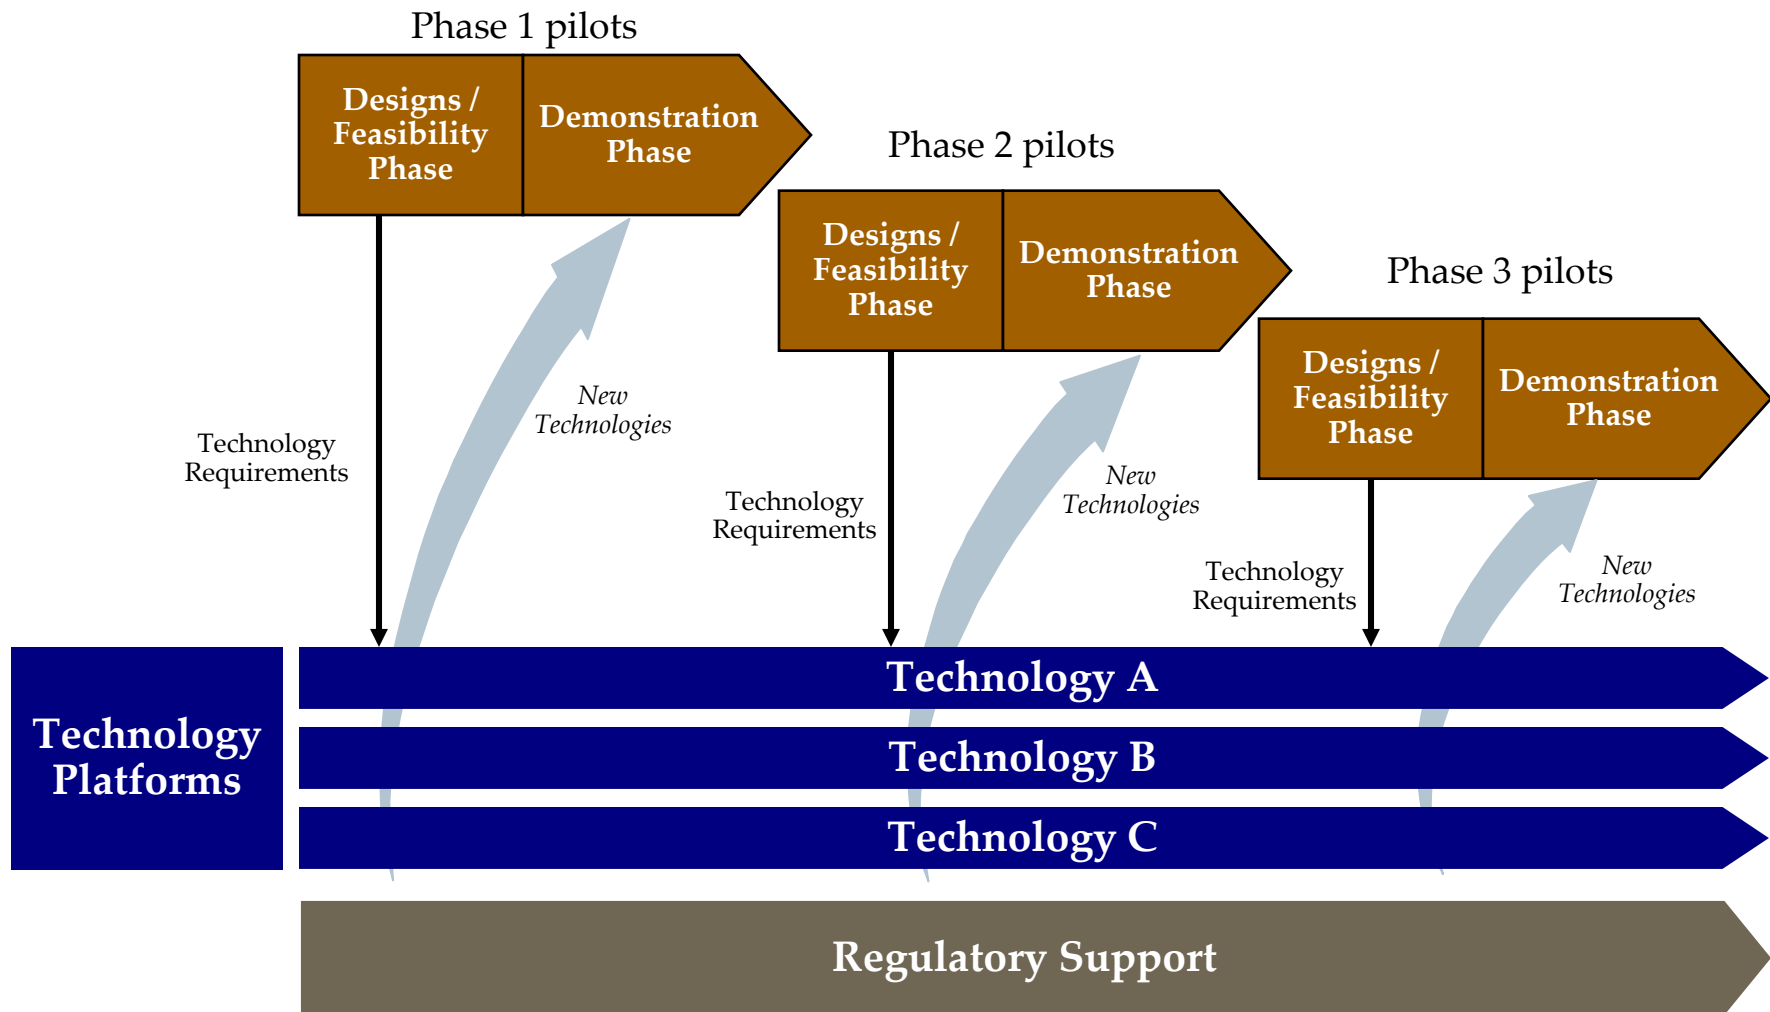 Phase 1 pilots
Designs /
Feasibility
Phase
Demonstration
Phase
Phase 2 pilots
Designs /
Feasibility
Phase
Demonstration
Phase
Phase 3 pilots
Designs /
Feasibility
Phase
Demonstration
Phase
Technology
Requirements
New
Technologies
Technology
Requirements
New
Technologies
Technology
Requirements
New
Technologies
Technology
Platforms
Technology A
Technology B
Technology C
Regulatory Support